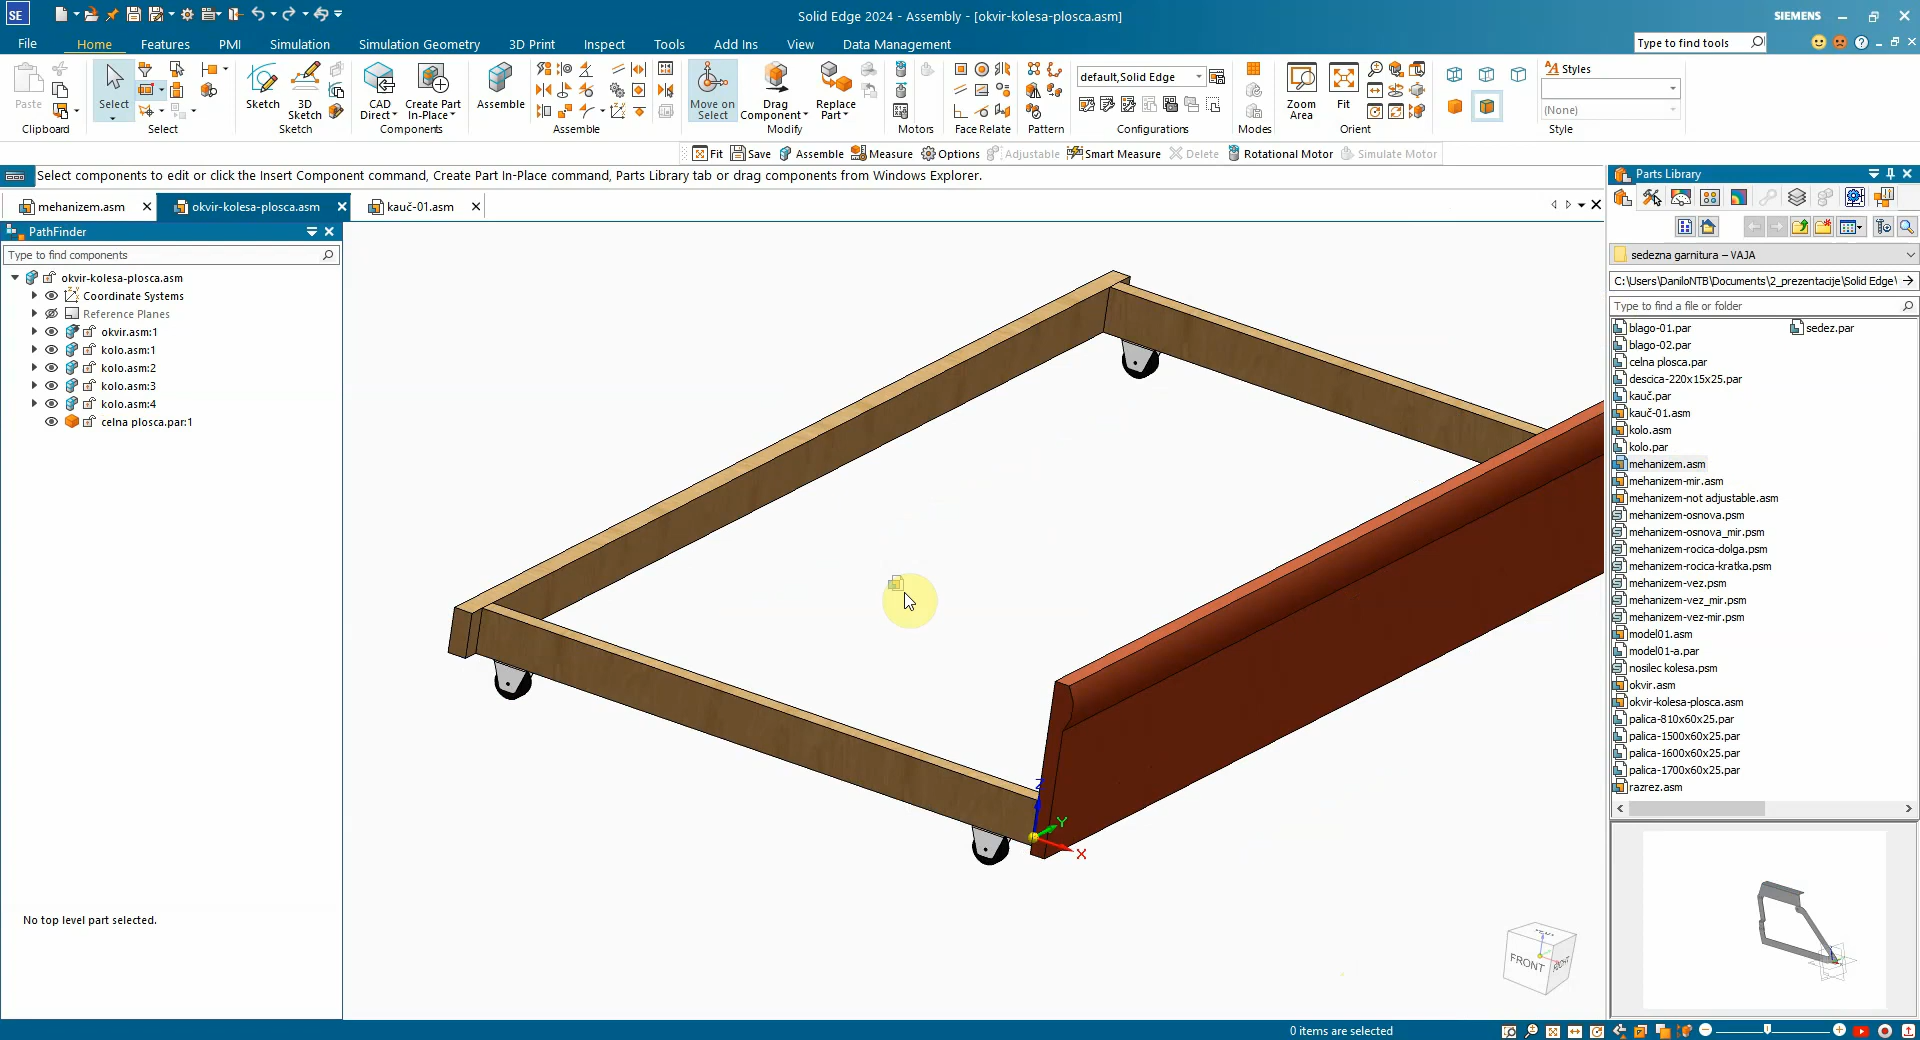 Solid Edge 2024 - Assembly - [okvir-kolesa-plosca.asm]
SIEMENS
SE
File
Home
Features
PMI
Simulation
Simulation Geometry
3D Print
Inspect
Tools
Add Ins
View
Data Management
Type to find tools
Paste
Clipboard
Select
Select
Sketch
3D Sketch
Sketch
CAD Direct
Create Part In-Place
Components
Assemble
Assemble
Move on Select
Drag Component
Replace Part
Modify
Motors
Face Relate
Pattern
default,Solid Edge
Configurations
Modes
Zoom Area
Fit
Orient
Styles
(None)
Style
Fit
Save
Assemble
Measure
Options
Adjustable
Smart Measure
Delete
Rotational Motor
Simulate Motor
Select components to edit or click the Insert Component command, Create Part In-Place command, Parts Library tab or drag components from Windows Explorer.
mehanizem.asm
okvir-kolesa-plosca.asm
kauč-01.asm
PathFinder
Type to find components
okvir-kolesa-plosca.asm
Coordinate Systems
Reference Planes
okvir.asm:1
kolo.asm:1
kolo.asm:2
kolo.asm:3
kolo.asm:4
celna plosca.par:1
No top level part selected.
Z
Y
X
FRONT
RIGHT
Parts Library
sedezna garnitura – VAJA
C:\Users\DaniloNTB\Documents\2_prezentacije\Solid Edge\
Type to find a file or folder
blago-01.par
sedez.par
blago-02.par
celna plosca.par
descica-220x15x25.par
kauč.par
kauč-01.asm
kolo.asm
kolo.par
mehanizem.asm
mehanizem-mir.asm
mehanizem-not adjustable.asm
mehanizem-osnova.psm
mehanizem-osnova_mir.psm
mehanizem-rocica-dolga.psm
mehanizem-rocica-kratka.psm
mehanizem-vez.psm
mehanizem-vez_mir.psm
mehanizem-vez-mir.psm
model01.asm
model01-a.par
nosilec kolesa.psm
okvir.asm
okvir-kolesa-plosca.asm
palica-810x60x25.par
palica-1500x60x25.par
palica-1600x60x25.par
palica-1700x60x25.par
razrez.asm
0 items are selected